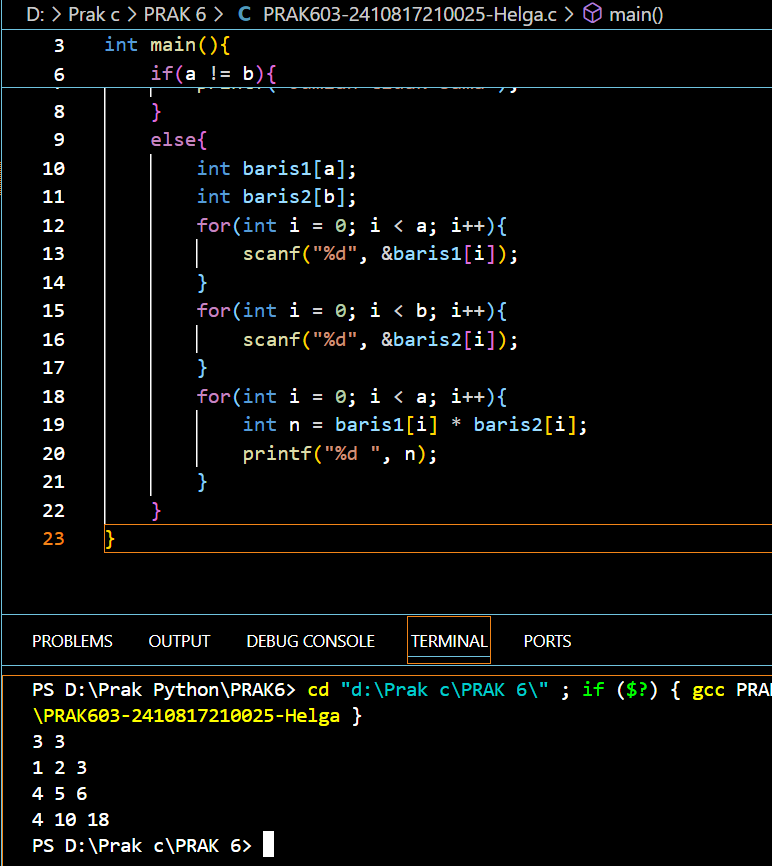 D: > Prak c > PRAK 6 > C PRAK603-2410817210025-Helga.c > main()
3 int main(){
6 if(a != b){
8 }
9 else{
10 int baris1[a];
11 int baris2[b];
12 for(int i = 0; i < a; i++){
13 scanf("%d", &baris1[i]);
14 }
15 for(int i = 0; i < b; i++){
16 scanf("%d", &baris2[i]);
17 }
18 for(int i = 0; i < a; i++){
19 int n = baris1[i] * baris2[i];
20 printf("%d ", n);
21 }
22 }
23 }
PROBLEMS OUTPUT DEBUG CONSOLE TERMINAL PORTS
PS D:\Prak Python\PRAK6> cd "d:\Prak c\PRAK 6\" ; if ($?) { gcc PRAK
\PRAK603-2410817210025-Helga }
3 3
1 2 3
4 5 6
4 10 18
PS D:\Prak c\PRAK 6>